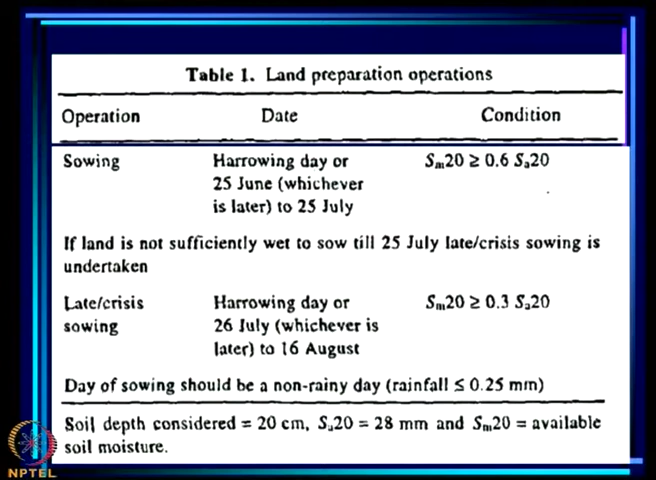 Table 1. Land preparation operations
Operation Date Condition
Sowing Harrowing day or Sm20 ≥ 0.6 Sa20
25 June (whichever
is later) to 25 July
If land is not sufficiently wet to sow till 25 July late/crisis sowing is
undertaken
Late/crisis Harrowing day or Sm20 ≥ 0.3 Sa20
sowing 26 July (whichever is
later) to 16 August
Day of sowing should be a non-rainy day (rainfall ≤ 0.25 mm)
Soil depth considered = 20 cm, Sa20 = 28 mm and Sm20 = available
soil moisture.
NPTEL